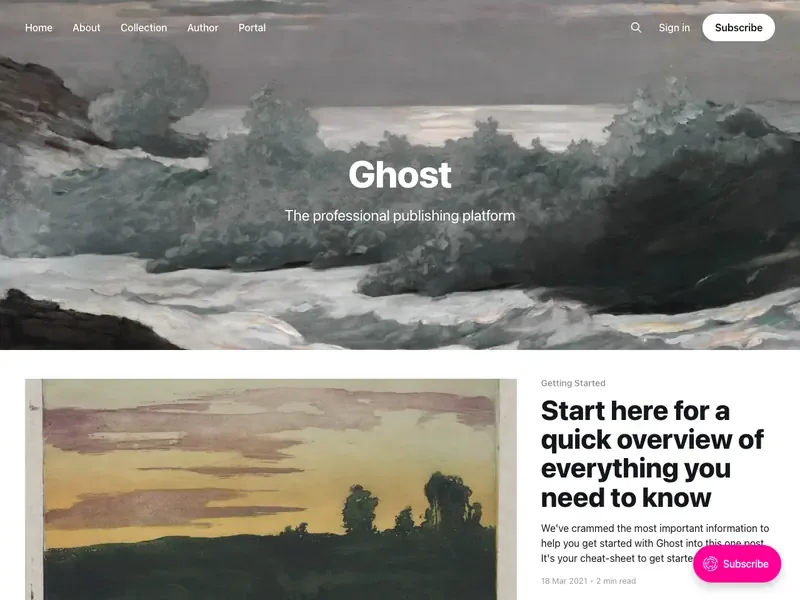 Home About Collection Author Portal Sign in Subscribe
Ghost
The professional publishing platform
Getting Started
Start here for a
quick overview of
everything you
need to know
We've crammed the most important information to
help you get started with Ghost into this one post.
It's your cheat-sheet to get starte
Subscribe
18 Mar 2021 • 2 min read